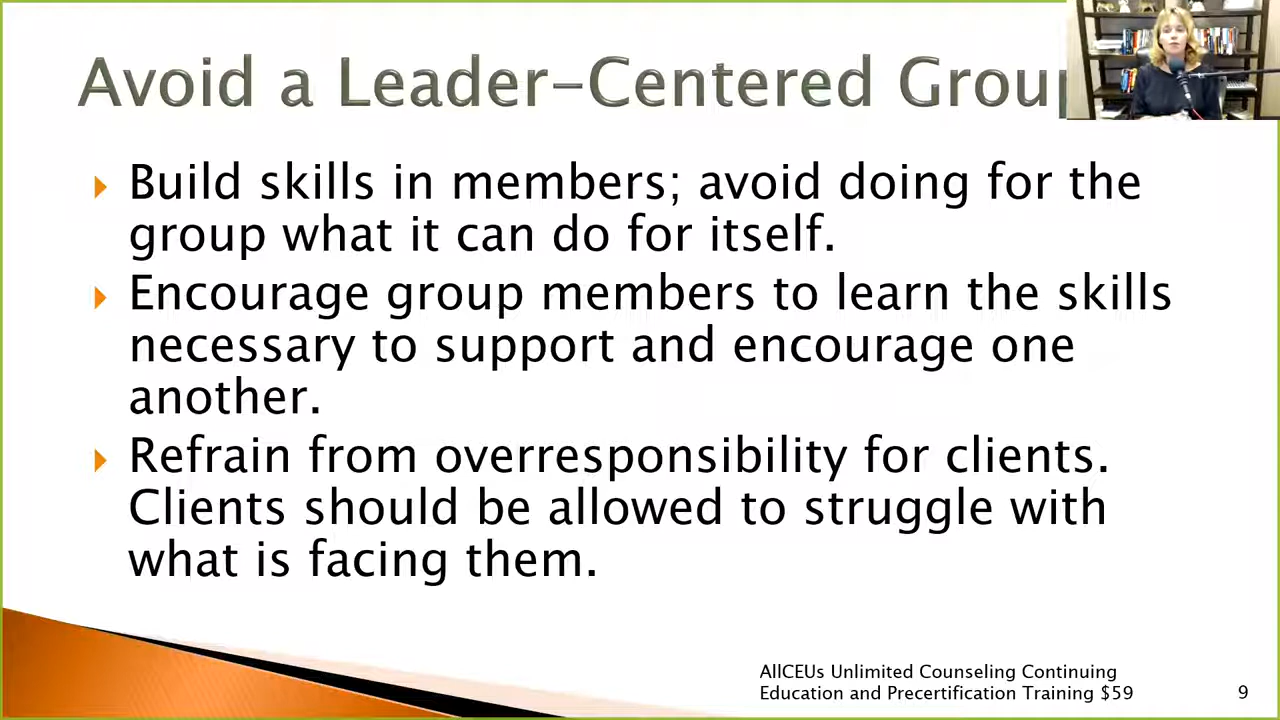 Avoid a Leader-Centered Group
Build skills in members; avoid doing for the
group what it can do for itself.
Encourage group members to learn the skills
necessary to support and encourage one
another.
Refrain from overresponsibility for clients.
Clients should be allowed to struggle with
what is facing them.
AllCEUs Unlimited Counseling Continuing
Education and Precertification Training $59
9